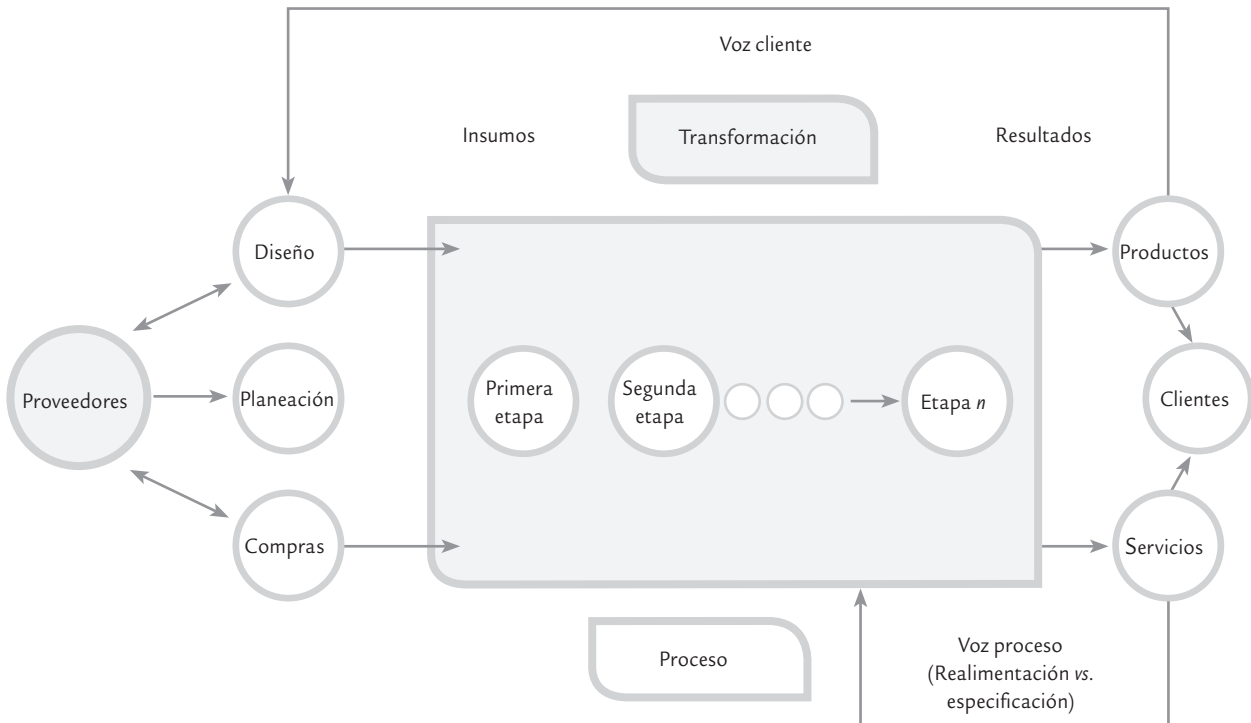 Voz cliente
Insumos
Transformación
Resultados
Diseño
Productos
Proveedores
Planeación
Primera
etapa
Segunda
etapa
Etapa n
Clientes
Compras
Servicios
Proceso
Voz proceso
(Realimentación vs.
especificación)